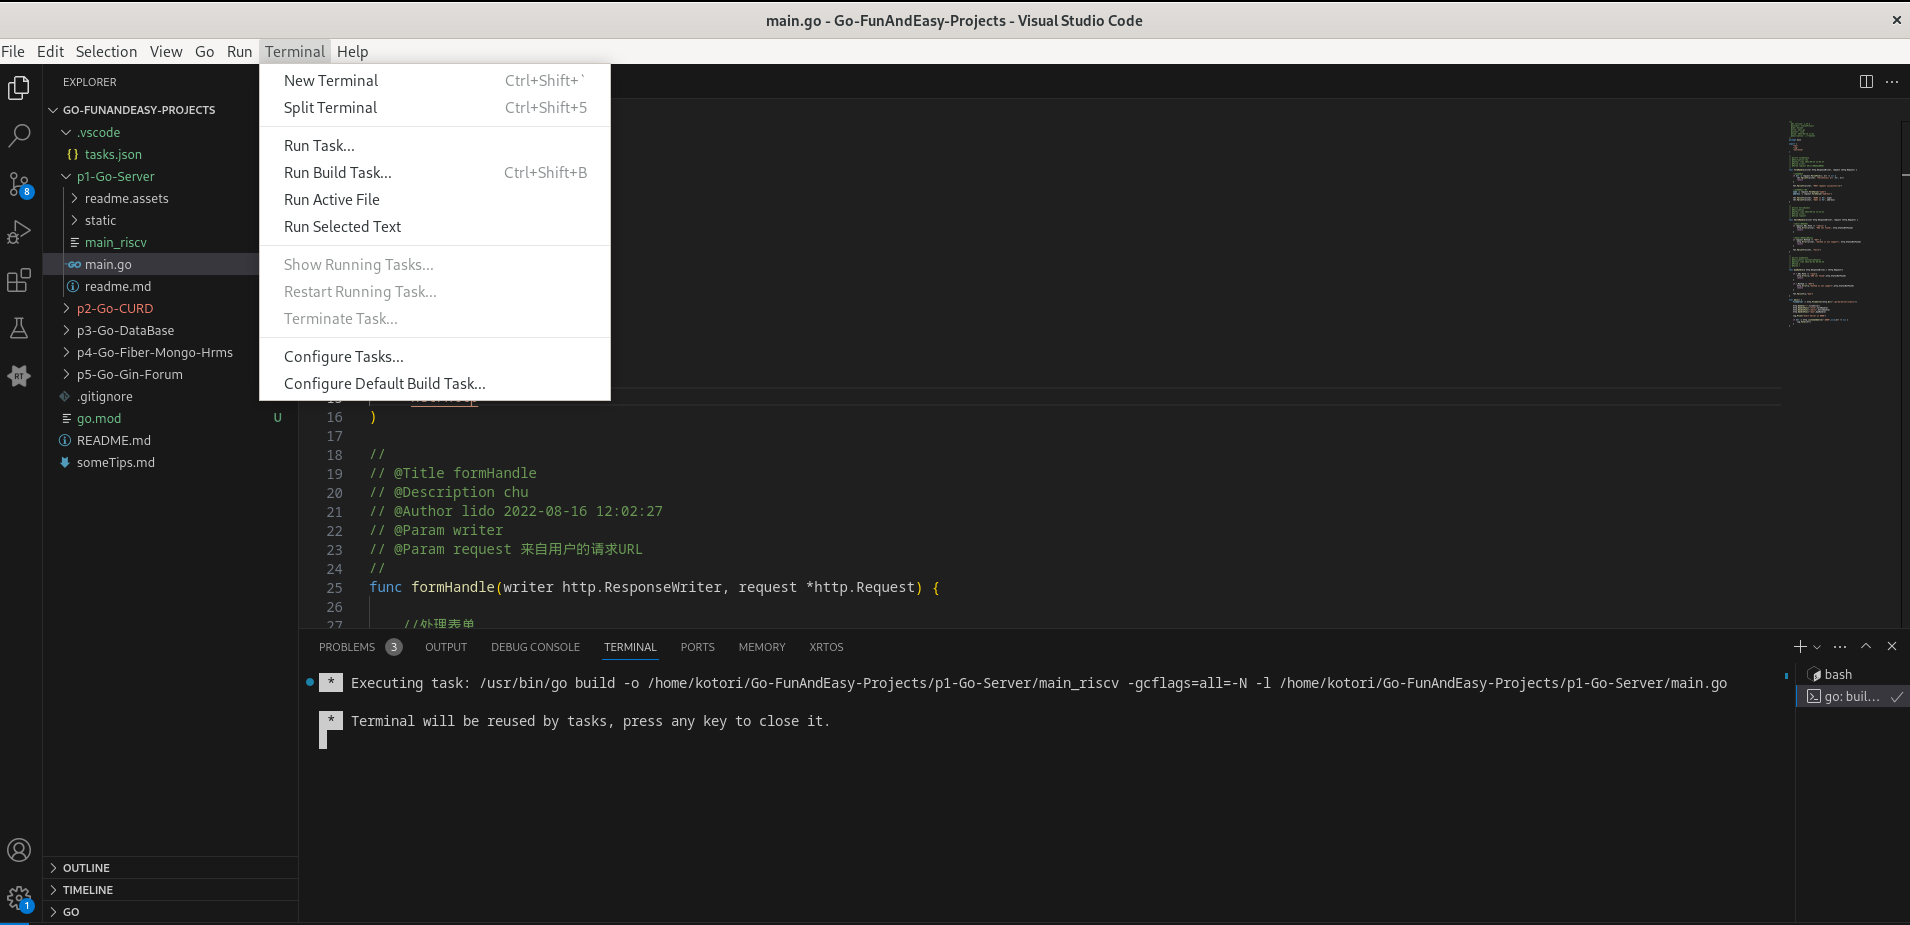 main.go - Go-FunAndEasy-Projects - Visual Studio Code
File Edit Selection View Go Run Terminal Help
EXPLORER
GO-FUNANDEASY-PROJECTS
.vscode
tasks.json
p1-Go-Server
readme.assets
static
main_riscv
main.go
readme.md
p2-Go-CURD
p3-Go-DataBase
p4-Go-Fiber-Mongo-Hrms
p5-Go-Gin-Forum
.gitignore
go.mod U
README.md
someTips.md
8
RT
1
OUTLINE
TIMELINE
GO
New Terminal Ctrl+Shift+`
Split Terminal Ctrl+Shift+5
Run Task...
Run Build Task... Ctrl+Shift+B
Run Active File
Run Selected Text
Show Running Tasks...
Restart Running Task...
Terminate Task...
Configure Tasks...
Configure Default Build Task...
16 )
17
18 //
19 // @Title formHandle
20 // @Description chu
21 // @Author lido 2022-08-16 12:02:27
22 // @Param writer
23 // @Param request 来自用户的请求URL
24 //
25 func formHandle(writer http.ResponseWriter, request *http.Request) {
26
27 //处理表单
PROBLEMS 3 OUTPUT DEBUG CONSOLE TERMINAL PORTS MEMORY XRTOS
* Executing task: /usr/bin/go build -o /home/kotori/Go-FunAndEasy-Projects/p1-Go-Server/main_riscv -gcflags=all=-N -l /home/kotori/Go-FunAndEasy-Projects/p1-Go-Server/main.go
* Terminal will be reused by tasks, press any key to close it.
bash
go: buil...